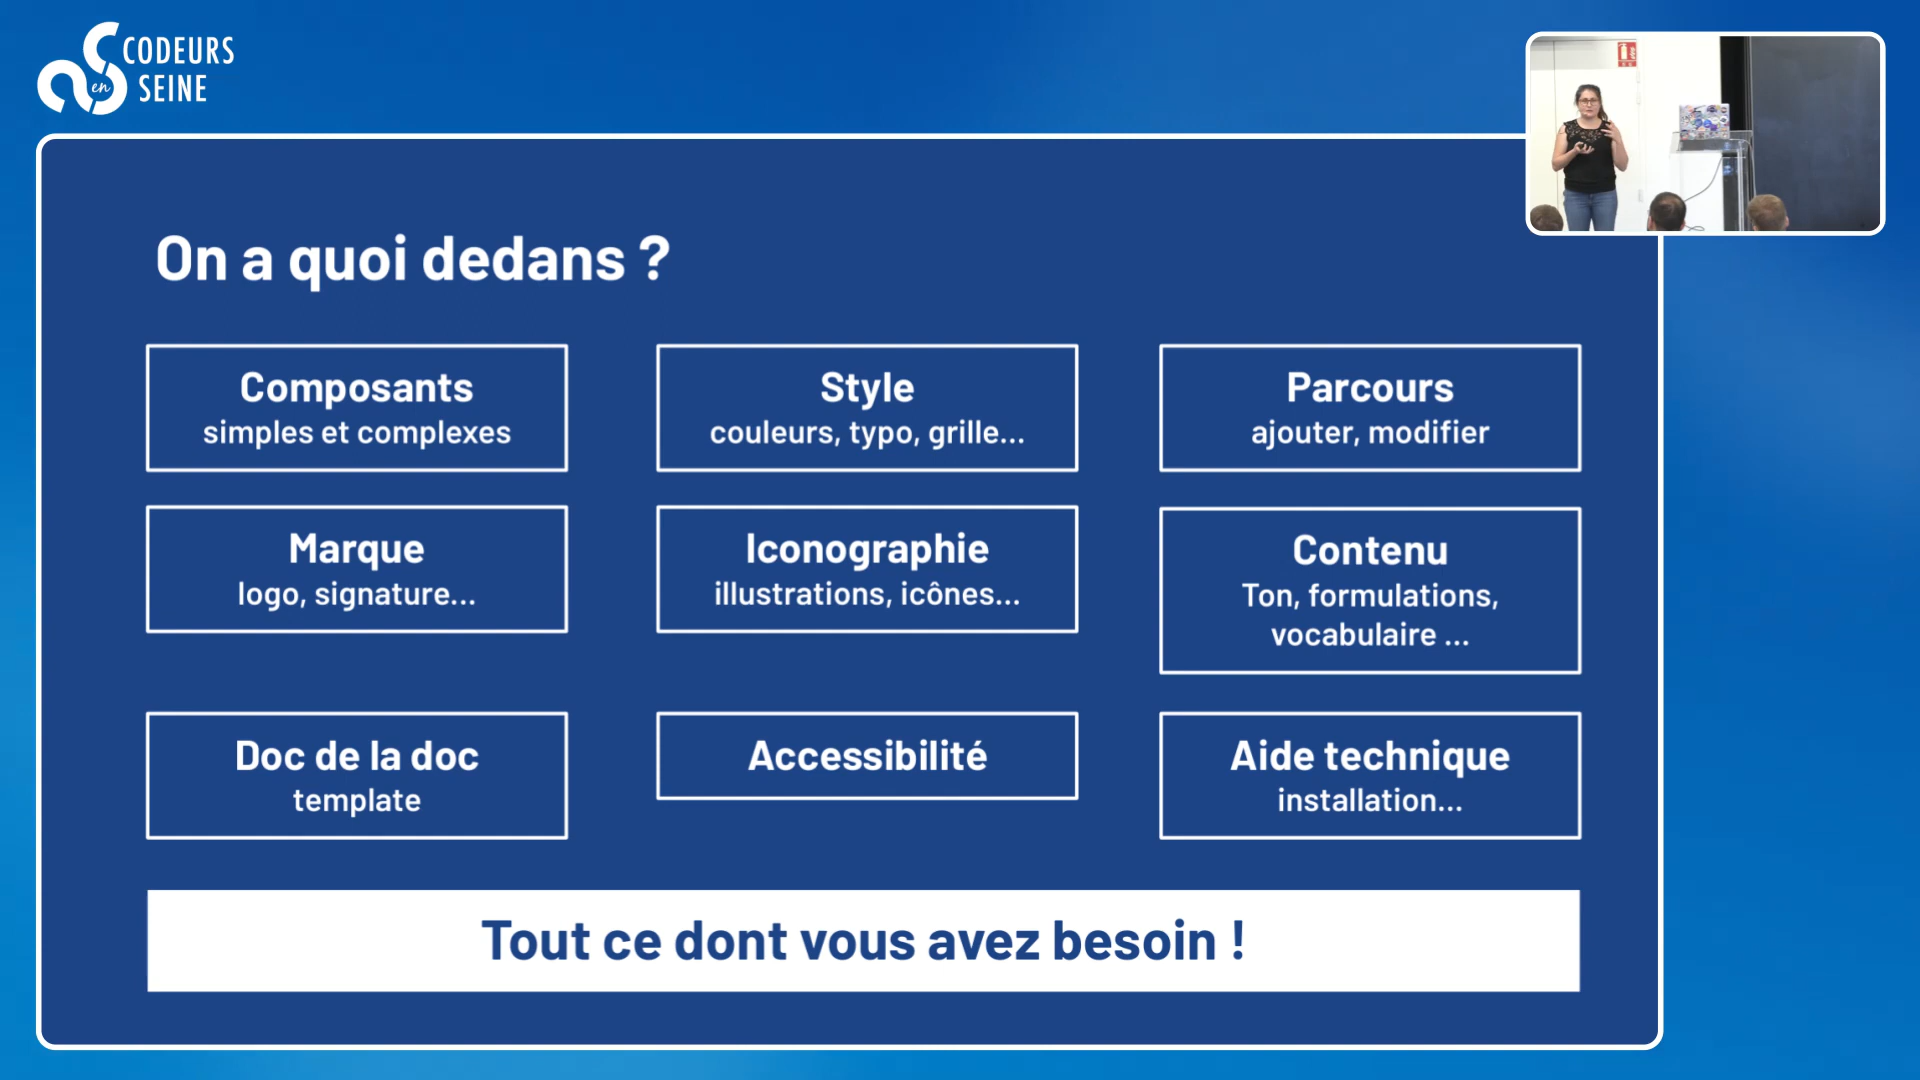 CODEURS
en
SEINE
On a quoi dedans ?
Composants
simples et complexes
Style
couleurs, typo, grille...
Parcours
ajouter, modifier
Marque
logo, signature...
Iconographie
illustrations, icônes...
Contenu
Ton, formulations,
vocabulaire ...
Doc de la doc
template
Accessibilité
Aide technique
installation...
Tout ce dont vous avez besoin !